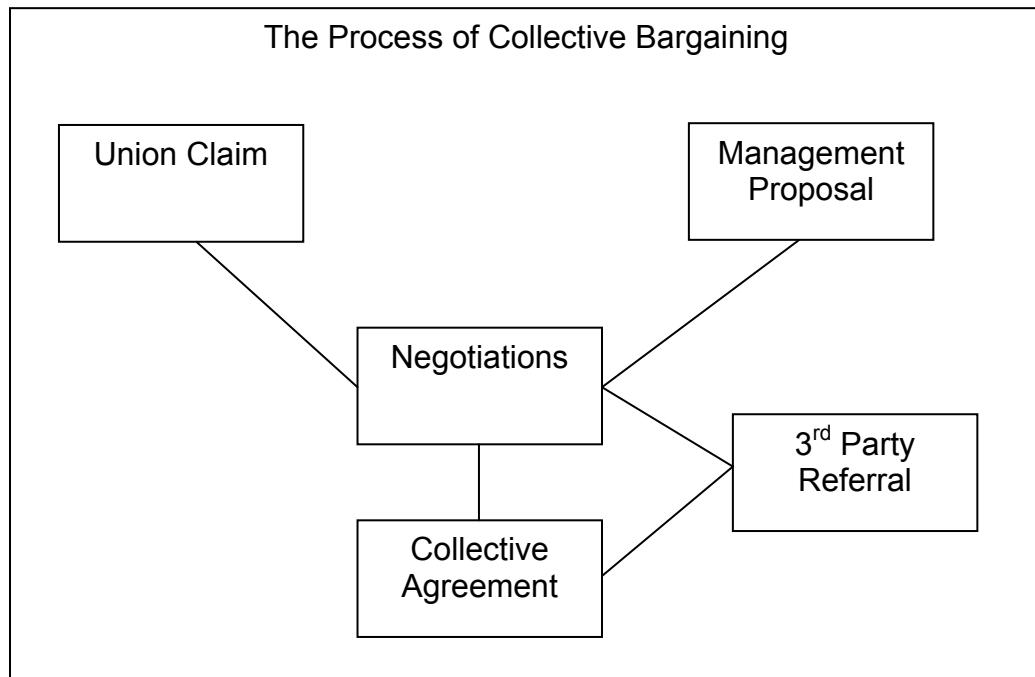 The Process of Collective Bargaining
Union Claim
Management
Proposal
Negotiations
3rd Party
Referral
Collective
Agreement